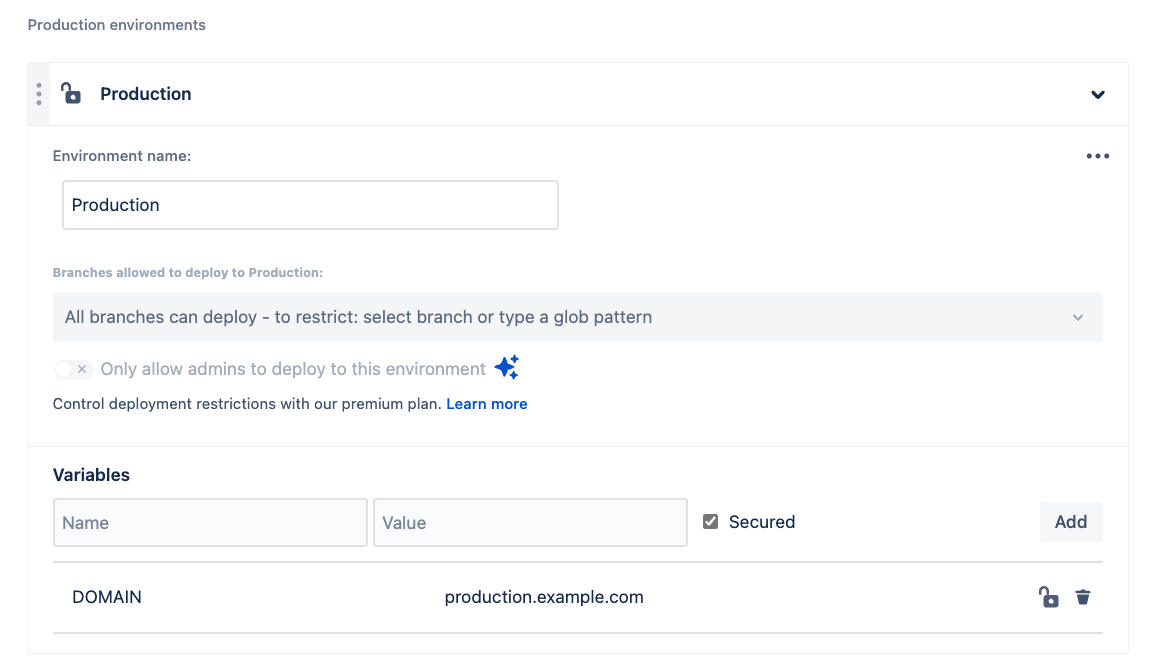 Production environments
Production
Environment name:
Production
Branches allowed to deploy to Production:
All branches can deploy - to restrict: select branch or type a glob pattern
Only allow admins to deploy to this environment
Control deployment restrictions with our premium plan. Learn more
Variables
Name Value Secured Add
DOMAIN production.example.com